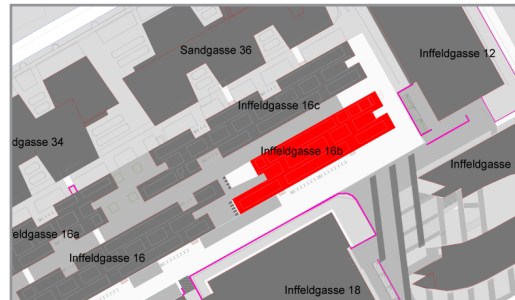 Sandgasse 36
Inffeldgasse 12
Inffeldgasse 16c
dgasse 34
Inffeldgasse 16b
Inffeldgasse
feldgasse 16a
Inffeldgasse 16
Inffeldgasse 18